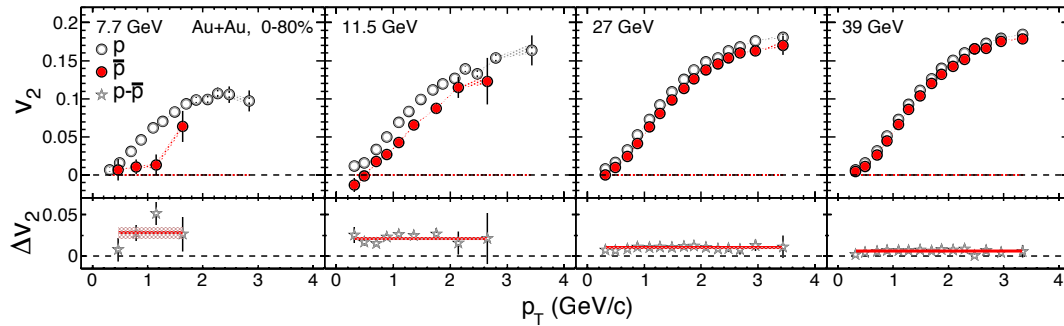 7.7 GeV Au+Au, 0-80% 11.5 GeV 27 GeV 39 GeV
p
p̅
p-p̅
v₂
0.2
0.15
0.1
0.05
0
Δv₂
0.05
0
0 1 2 3 4 0 1 2 3 4 0 1 2 3 4 0 1 2 3 4
p_T (GeV/c)